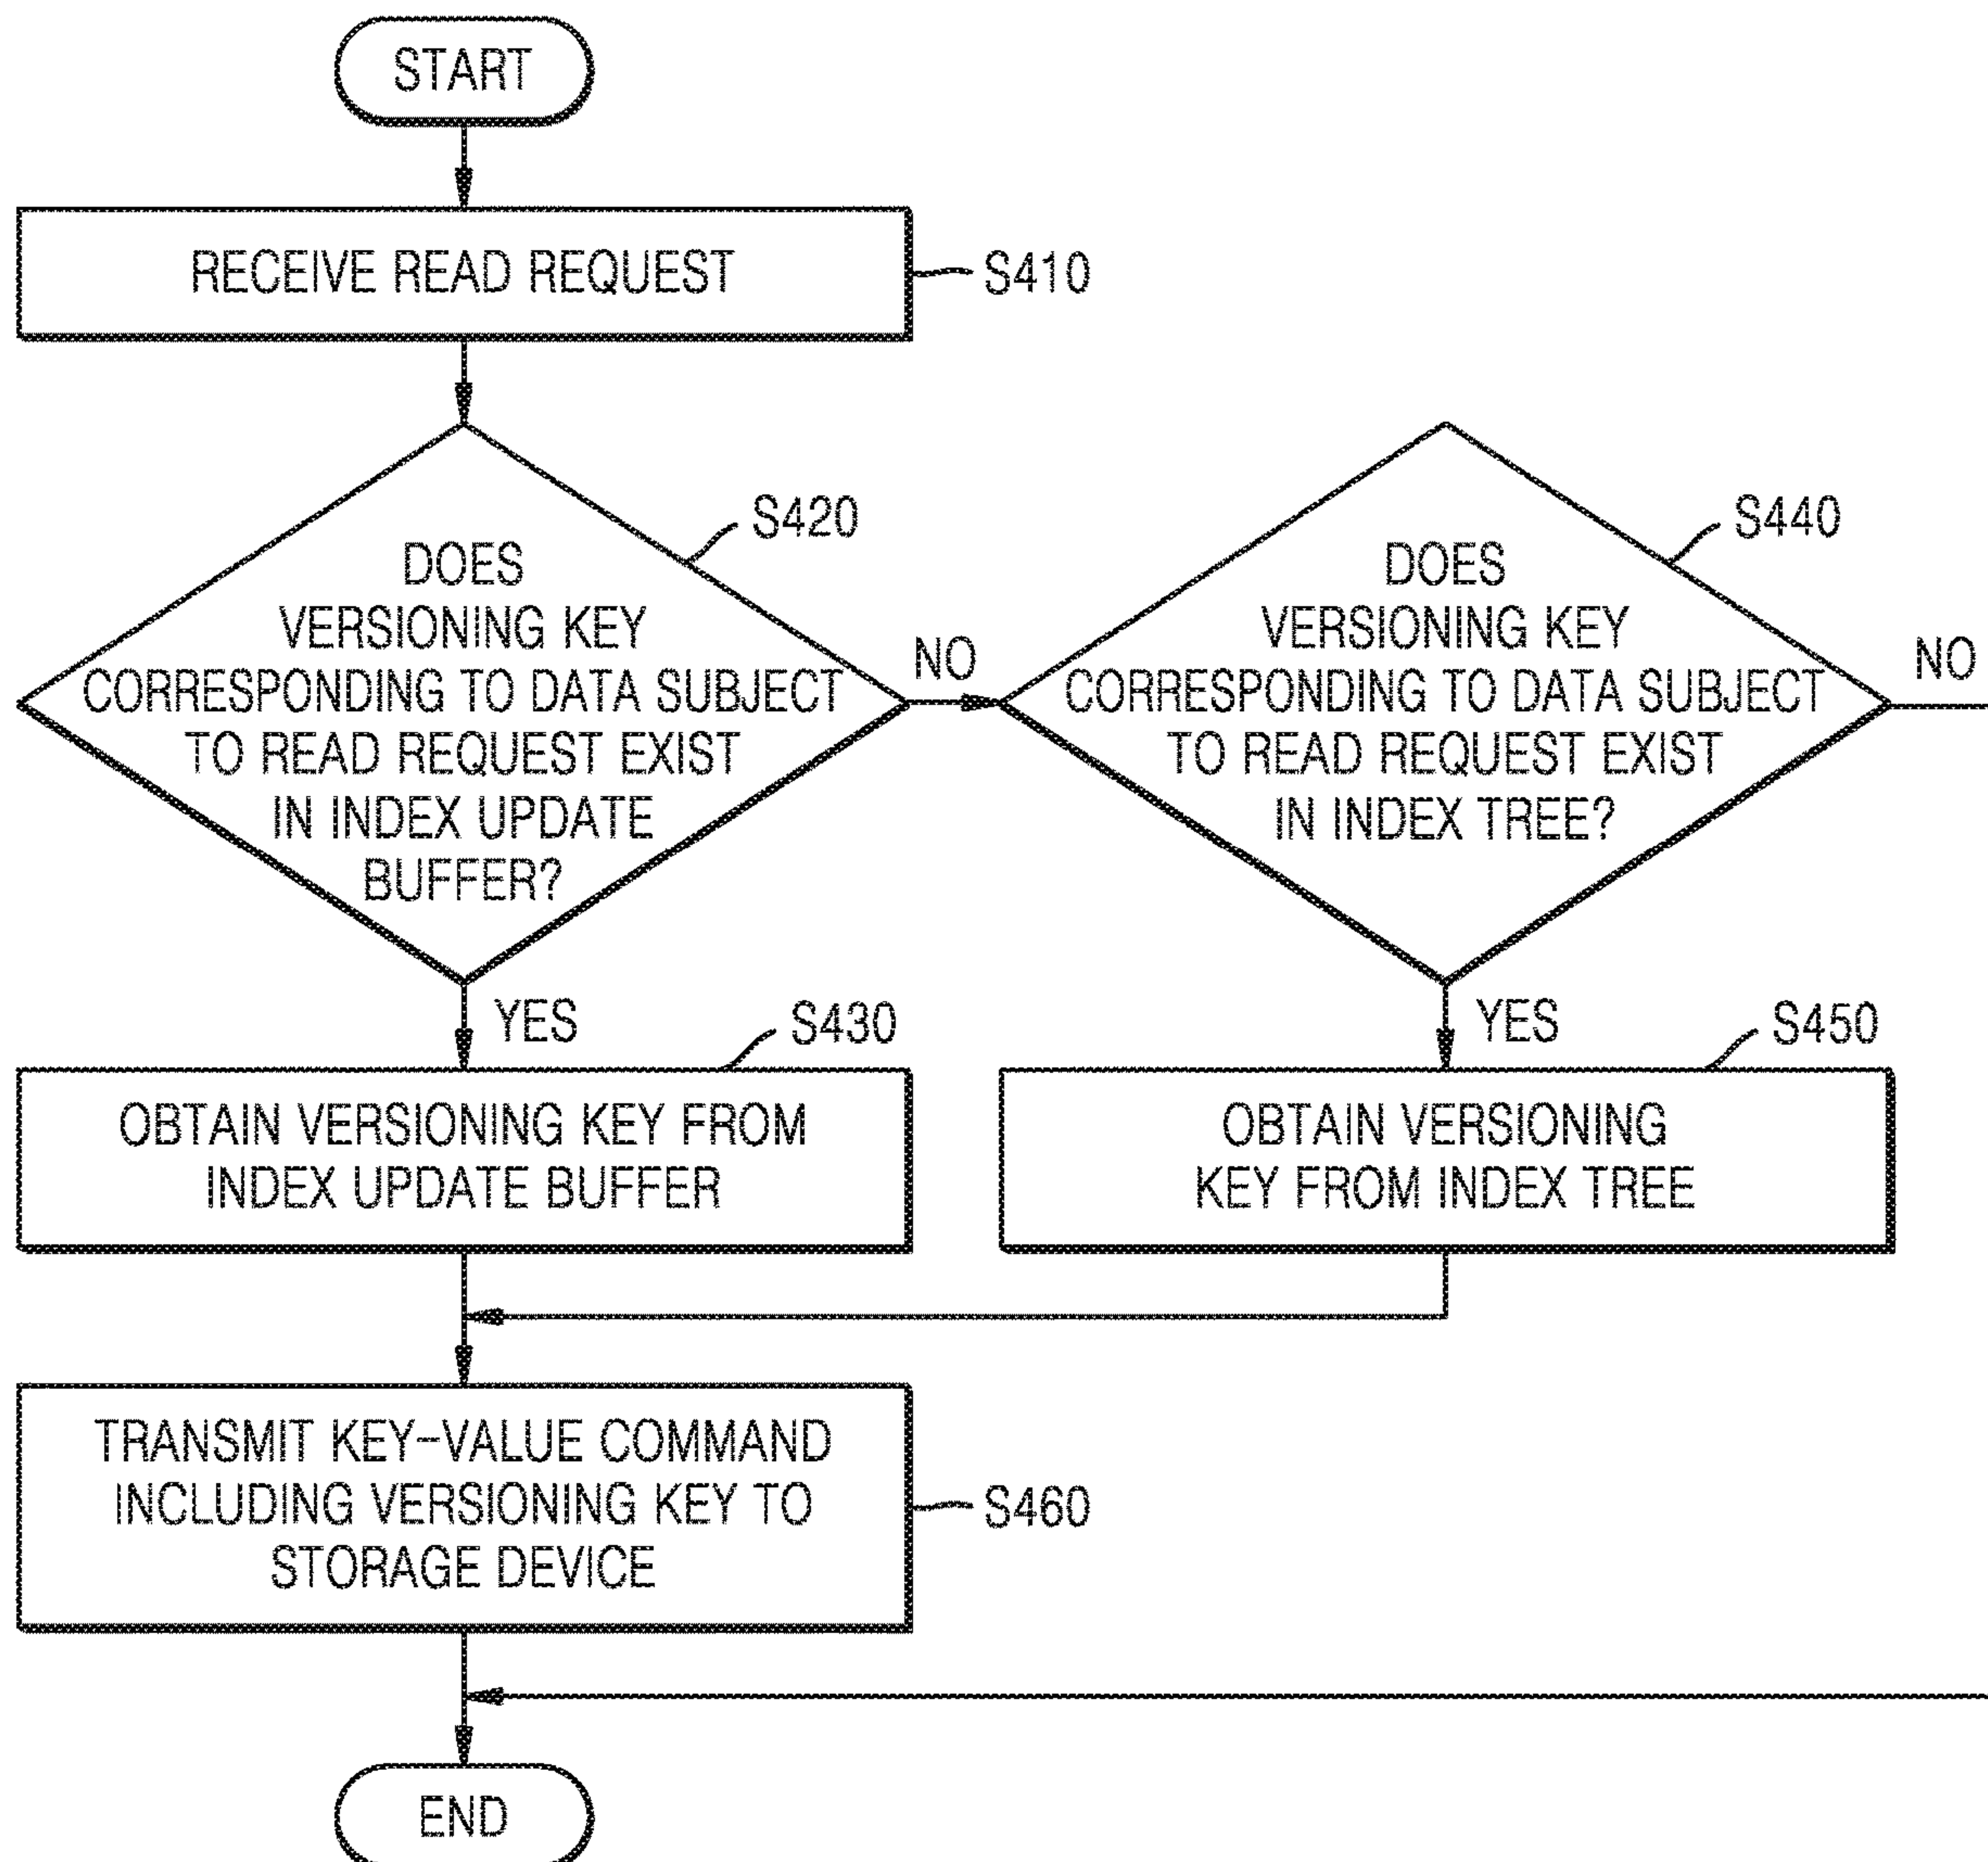 START
RECEIVE READ REQUEST
S410
S420
DOES
VERSIONING KEY
CORRESPONDING TO DATA SUBJECT
TO READ REQUEST EXIST
IN INDEX UPDATE
BUFFER?
NO
S440
DOES
VERSIONING KEY
CORRESPONDING TO DATA SUBJECT
TO READ REQUEST EXIST
IN INDEX TREE?
NO
YES
S430
OBTAIN VERSIONING KEY FROM
INDEX UPDATE BUFFER
YES
S450
OBTAIN VERSIONING
KEY FROM INDEX TREE
TRANSMIT KEY-VALUE COMMAND
INCLUDING VERSIONING KEY TO
STORAGE DEVICE
S460
END